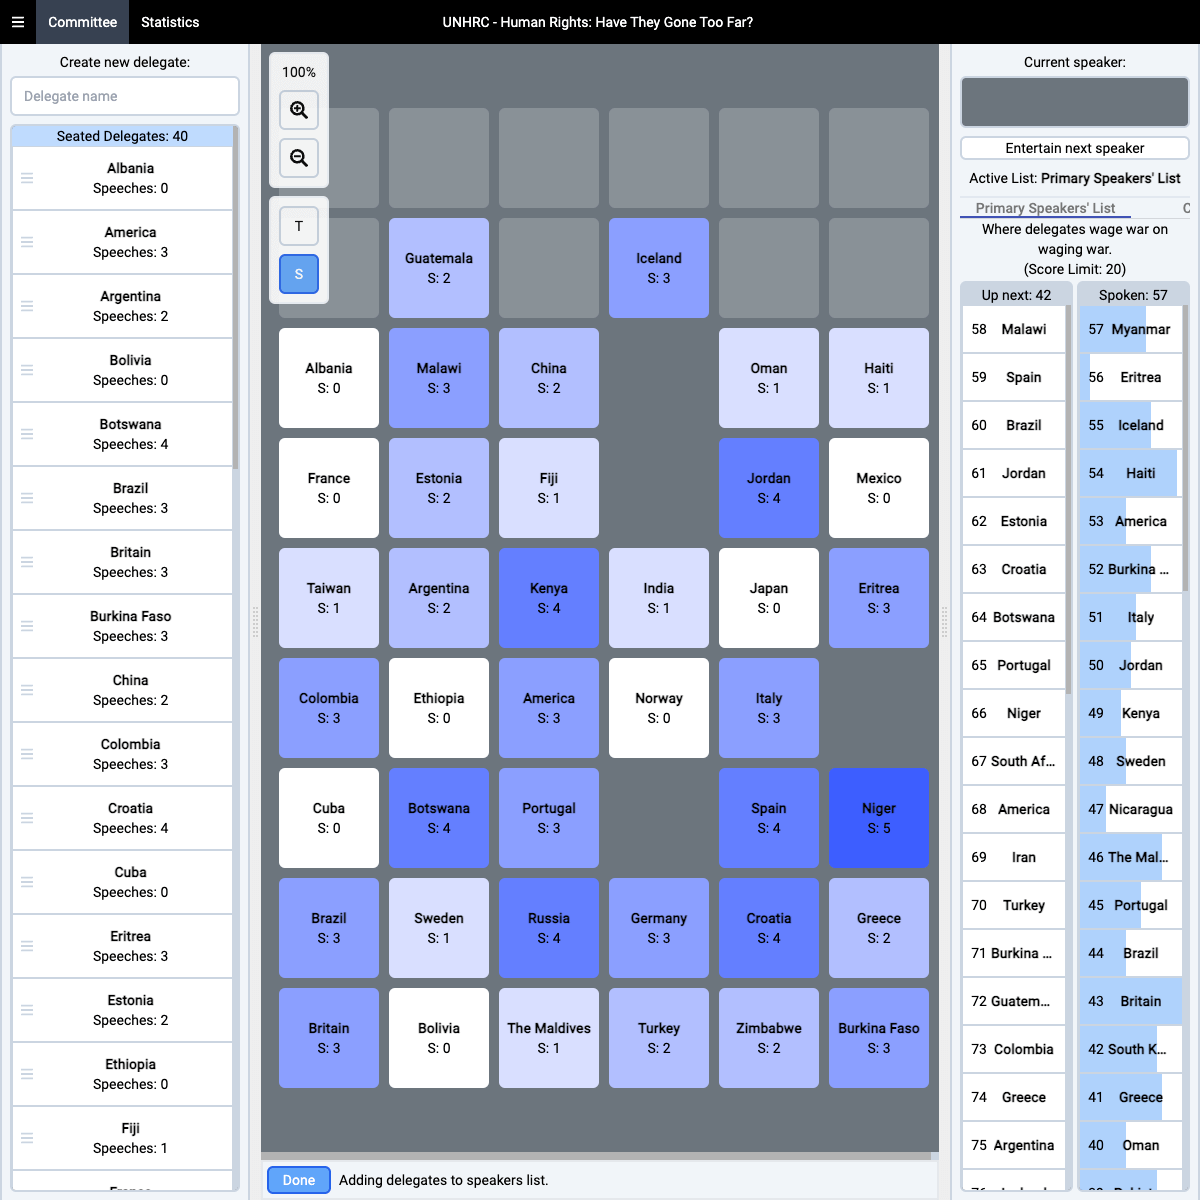 Committee
Statistics
UNHRC - Human Rights: Have They Gone Too Far?
Create new delegate:
Delegate name
Seated Delegates: 40
Albania
Speeches: 0
America
Speeches: 3
Argentina
Speeches: 2
Bolivia
Speeches: 0
Botswana
Speeches: 4
Brazil
Speeches: 3
Britain
Speeches: 3
Burkina Faso
Speeches: 3
China
Speeches: 2
Colombia
Speeches: 3
Croatia
Speeches: 4
Cuba
Speeches: 0
Eritrea
Speeches: 3
Estonia
Speeches: 2
Ethiopia
Speeches: 0
Fiji
Speeches: 1
100%
T
S
Guatemala
S: 2
Iceland
S: 3
Albania
S: 0
Malawi
S: 3
China
S: 2
Oman
S: 1
Haiti
S: 1
France
S: 0
Estonia
S: 2
Fiji
S: 1
Jordan
S: 4
Mexico
S: 0
Taiwan
S: 1
Argentina
S: 2
Kenya
S: 4
India
S: 1
Japan
S: 0
Eritrea
S: 3
Colombia
S: 3
Ethiopia
S: 0
America
S: 3
Norway
S: 0
Italy
S: 3
Cuba
S: 0
Botswana
S: 4
Portugal
S: 3
Spain
S: 4
Niger
S: 5
Brazil
S: 3
Sweden
S: 1
Russia
S: 4
Germany
S: 3
Croatia
S: 4
Greece
S: 2
Britain
S: 3
Bolivia
S: 0
The Maldives
S: 1
Turkey
S: 2
Zimbabwe
S: 2
Burkina Faso
S: 3
Done
Adding delegates to speakers list.
Current speaker:
Entertain next speaker
Active List: Primary Speakers' List
Primary Speakers' List
Where delegates wage war on
waging war.
(Score Limit: 20)
Up next: 42
58 Malawi
59 Spain
60 Brazil
61 Jordan
62 Estonia
63 Croatia
64 Botswana
65 Portugal
66 Niger
67 South Af...
68 America
69 Iran
70 Turkey
71 Burkina ...
72 Guatem...
73 Colombia
74 Greece
75 Argentina
Spoken: 57
57 Myanmar
56 Eritrea
55 Iceland
54 Haiti
53 America
52 Burkina ...
51 Italy
50 Jordan
49 Kenya
48 Sweden
47 Nicaragua
46 The Mal...
45 Portugal
44 Brazil
43 Britain
42 South K...
41 Greece
40 Oman